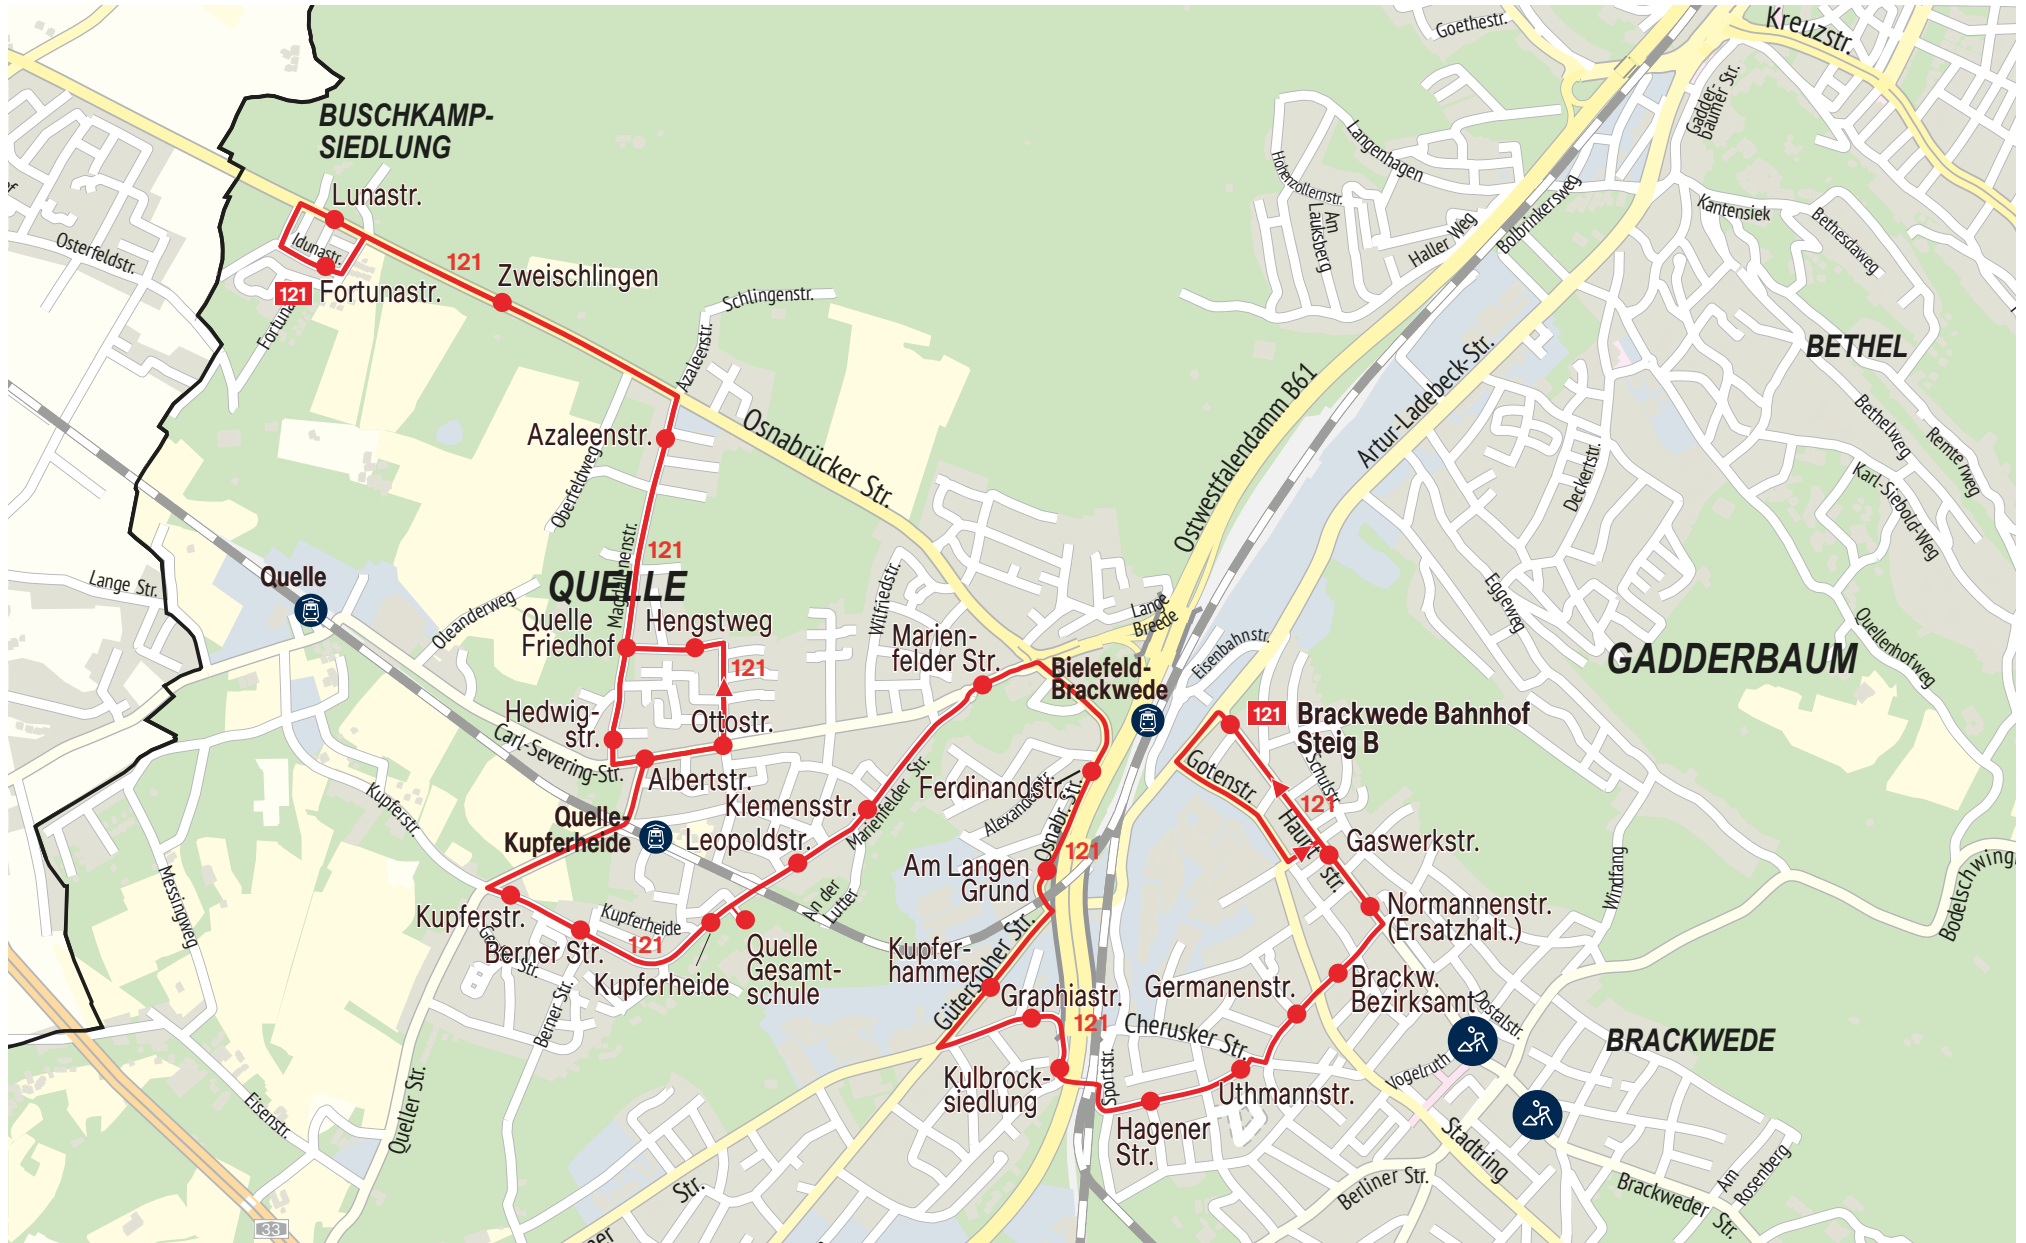 Kreuzstr.
Goethestr.
Gadder-
baumer Str.
BUSCHKAMP-
SIEDLUNG
Langenhagen
Hohenzollernstr.
Am
Lauksberg
Haller Weg
Bolbrinkersweg
Kantensiek
Bethesdaweg
Lunastr.
Idunastr.
Osterfeldstr.
121
Zweischlingen
121
Fortunastr.
Schlingenstr.
Azaleenstr.
BETHEL
Ostwestfalendamm B61
Artur-Ladebeck-Str.
Bethelweg
Remterweg
Karl-Siebold-Weg
Azaleenstr.
Osnabrücker Str.
Oberfeldweg
Deckertstr.
Magdalenenstr.
121
QUELLE
Quelle
Lange Str.
Oleanderweg
Quelle
Friedhof
Hengstweg
Wilfriedstr.
Marien-
felder Str.
Lange
Breede
Eisenbahnstr.
Eggeweg
Quellenhofweg
GADDERBAUM
121
Bielefeld-
Brackwede
Hedwig-
str.
Ottostr.
Carl-Severing-Str.
Albertstr.
121
Brackwede Bahnhof
Steig B
Gotenstr.
Schulstr.
Ferdinandstr.
Alexanderstr.
Osnabr. Str.
Klemensstr.
Marienfelder Str.
Kupferstr.
Quelle-
Kupferheide
Leopoldstr.
121
Hauptstr.
Gaswerkstr.
121
Am Langen
Grund
Windfang
Messingweg
An der
Lutter
Kupferstr.
Kupferheide
Normannenstr.
(Ersatzhalt.)
Berner Str.
121
Kupferheide
Quelle
Gesamt-
schule
Kupfer-
hammer
Gütersloher Str.
Graphiastr.
121
Germanenstr.
Brackw.
Bezirksamt
Cherusker Str.
Dostalstr.
BRACKWEDE
Berner Str.
Sportstr.
Vogelruth
Kulbrock-
siedlung
Uthmannstr.
Eisenstr.
Queller Str.
Hagener
Str.
Stadtring
Berliner Str.
Brackweder Str.
Am
Rosenberg
Str.
33